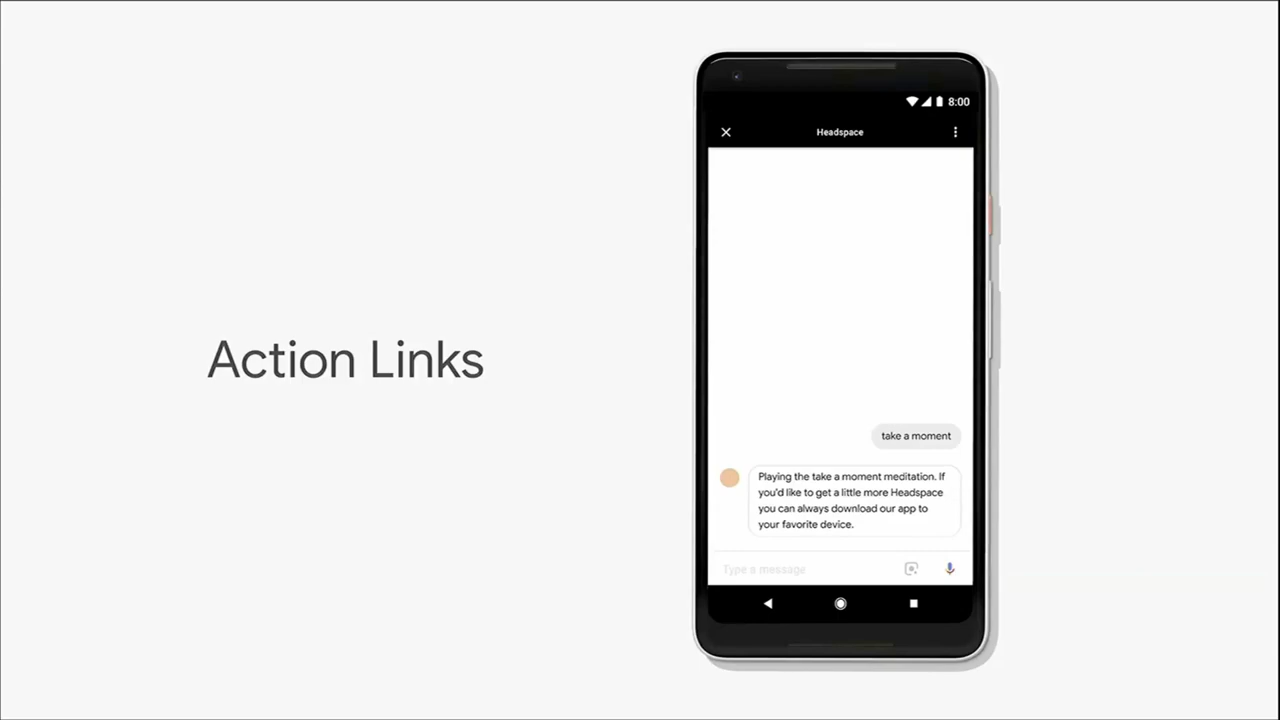 Action Links
8:00
Headspace
take a moment
Playing the take a moment meditation. If
you'd like to get a little more Headspace
you can always download our app to
your favorite device.
Type a message